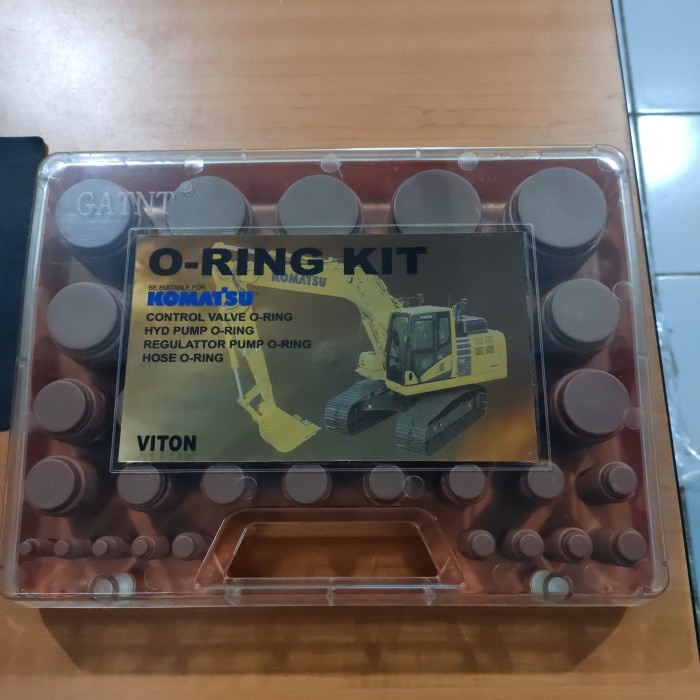 GATNT®
O-RING KIT
BE SUITABLE FOR
KOMATSU
KOMATSU
CONTROL VALVE O-RING
HYD PUMP O-RING
REGULATTOR PUMP O-RING
HOSE O-RING
VITON